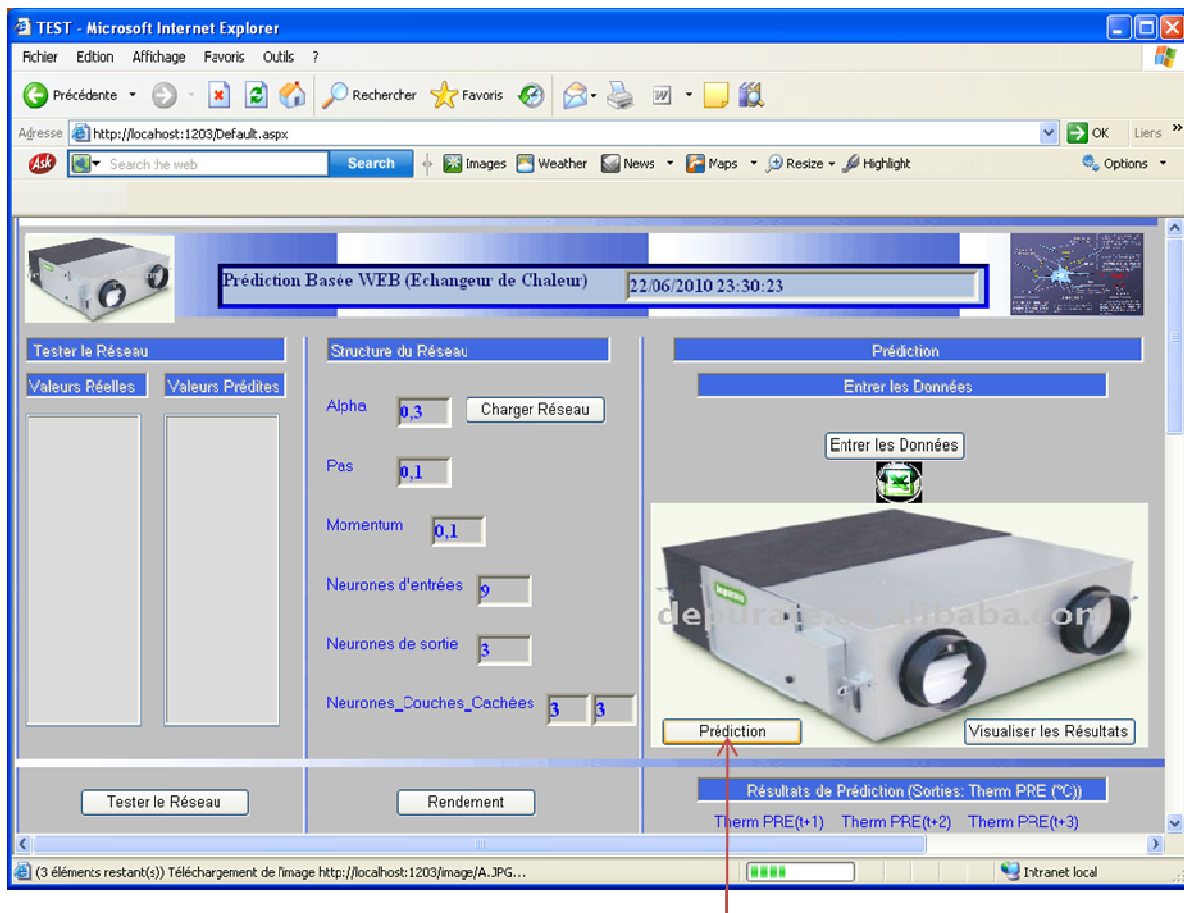 TEST - Microsoft Internet Explorer
Fichier Edition Affichage Favoris Outils ?
Précédente Rechercher Favoris
Adresse http://localhost:1203/Default.aspx OK Liens »
Ask Search the web Search Images Weather News Maps Resize Highlight Options
Prédiction Basée WEB (Echangeur de Chaleur) 22/06/2010 23:30:23
Tester le Réseau
Valeurs Réelles Valeurs Prédites
Tester le Réseau
Structure du Réseau
Alpha 0,3 Charger Réseau
Pas 0,1
Momentum 0,1
Neurones d'entrées 9
Neurones de sortie 3
Neurones_Couches_Cachées 3 3
Rendement
Prédiction
Entrer les Données
Entrer les Données
Prédiction Visualiser les Résultats
Résultats de Prédiction (Sorties: Therm PRE (°C))
Therm PRE(t+1) Therm PRE(t+2) Therm PRE(t+3)
(3 éléments restant(s)) Téléchargement de l'image http://localhost:1203/image/A.JPG... Intranet local